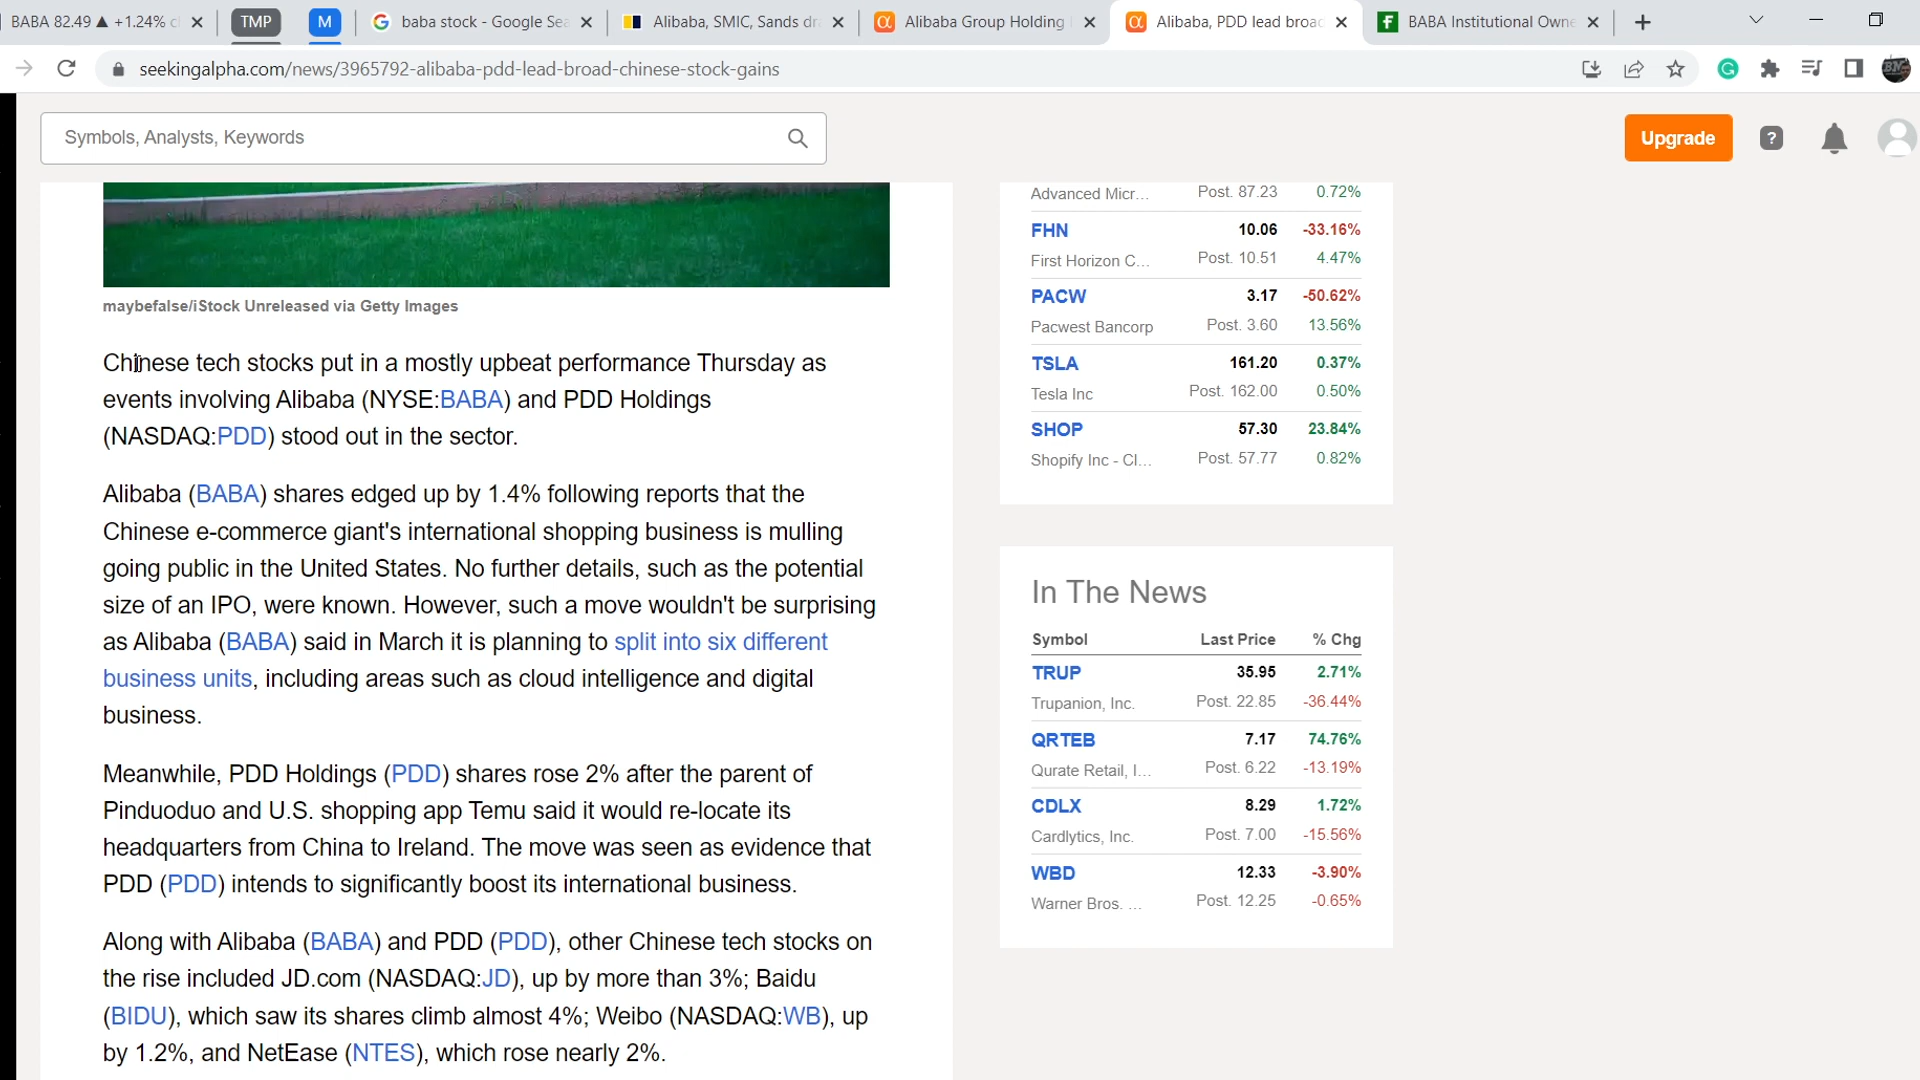 BABA 82.49 ▲ +1.24%
TMP
M
baba stock - Google Sea
Alibaba, SMIC, Sands
Alibaba Group Holding
Alibaba, PDD lead broad
BABA Institutional Owne
seekingalpha.com/news/3965792-alibaba-pdd-lead-broad-chinese-stock-gains
Symbols, Analysts, Keywords
Upgrade
?
maybefalse/iStock Unreleased via Getty Images
Chinese tech stocks put in a mostly upbeat performance Thursday as
events involving Alibaba (NYSE:BABA) and PDD Holdings
(NASDAQ:PDD) stood out in the sector.
Alibaba (BABA) shares edged up by 1.4% following reports that the
Chinese e-commerce giant's international shopping business is mulling
going public in the United States. No further details, such as the potential
size of an IPO, were known. However, such a move wouldn't be surprising
as Alibaba (BABA) said in March it is planning to split into six different
business units, including areas such as cloud intelligence and digital
business.
Meanwhile, PDD Holdings (PDD) shares rose 2% after the parent of
Pinduoduo and U.S. shopping app Temu said it would re-locate its
headquarters from China to Ireland. The move was seen as evidence that
PDD (PDD) intends to significantly boost its international business.
Along with Alibaba (BABA) and PDD (PDD), other Chinese tech stocks on
the rise included JD.com (NASDAQ:JD), up by more than 3%; Baidu
(BIDU), which saw its shares climb almost 4%; Weibo (NASDAQ:WB), up
by 1.2%, and NetEase (NTES), which rose nearly 2%.
Advanced Micr... Post. 87.23 0.72%
FHN 10.06 -33.16%
First Horizon C... Post. 10.51 4.47%
PACW 3.17 -50.62%
Pacwest Bancorp Post. 3.60 13.56%
TSLA 161.20 0.37%
Tesla Inc Post. 162.00 0.50%
SHOP 57.30 23.84%
Shopify Inc - Cl... Post. 57.77 0.82%
In The News
Symbol Last Price % Chg
TRUP 35.95 2.71%
Trupanion, Inc. Post. 22.85 -36.44%
QRTEB 7.17 74.76%
Qurate Retail, I... Post. 6.22 -13.19%
CDLX 8.29 1.72%
Cardlytics, Inc. Post. 7.00 -15.56%
WBD 12.33 -3.90%
Warner Bros. ... Post. 12.25 -0.65%